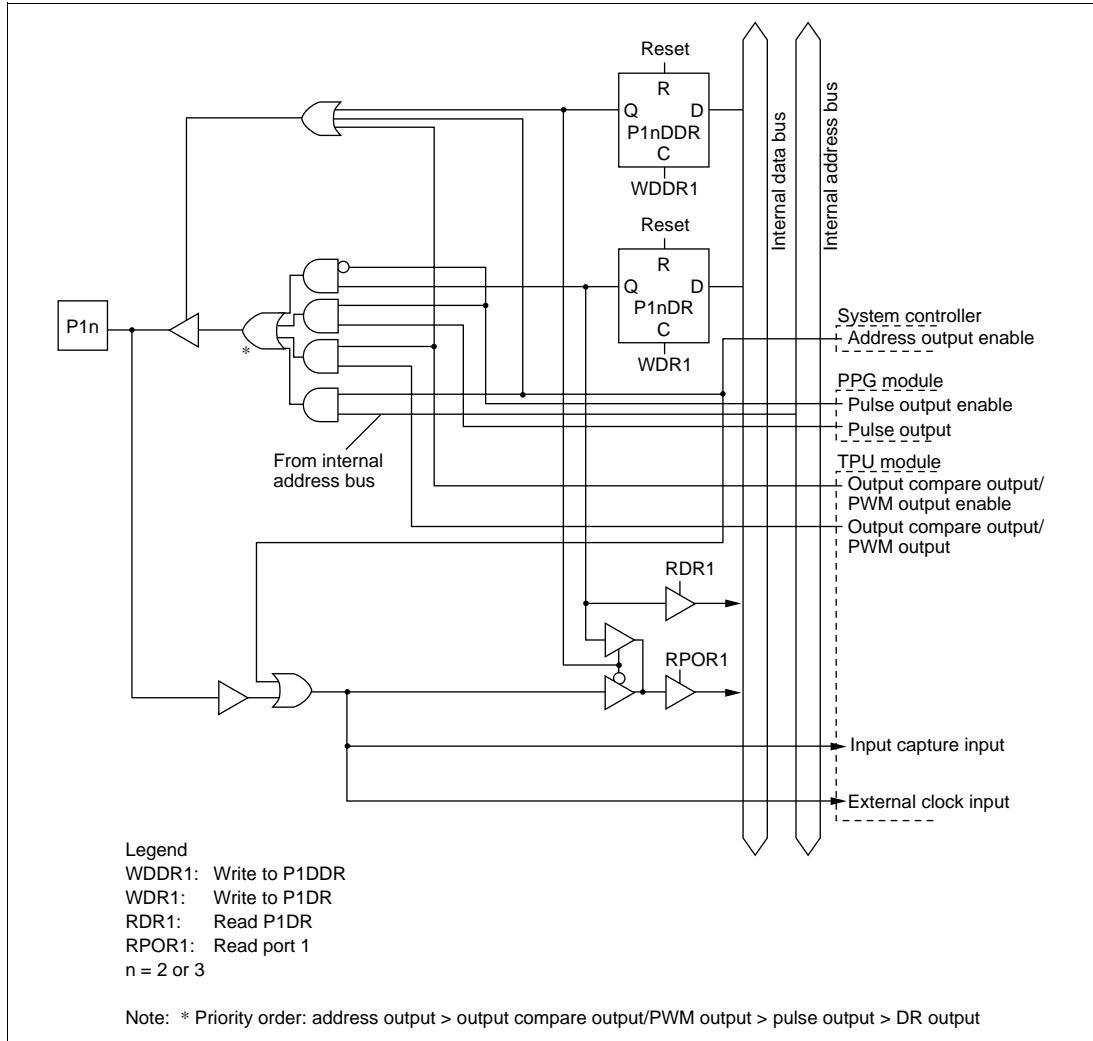 Reset
R
Q D
P1nDDR
C
WDDR1
Reset
R
Q D
P1nDR
C
WDR1
Internal data bus
Internal address bus
P1n
*
System controller
Address output enable
PPG module
Pulse output enable
Pulse output
From internal
address bus
TPU module
Output compare output/
PWM output enable
Output compare output/
PWM output
RDR1
RPOR1
Input capture input
External clock input
Legend
WDDR1: Write to P1DDR
WDR1: Write to P1DR
RDR1: Read P1DR
RPOR1: Read port 1
n = 2 or 3
Note: * Priority order: address output > output compare output/PWM output > pulse output > DR output